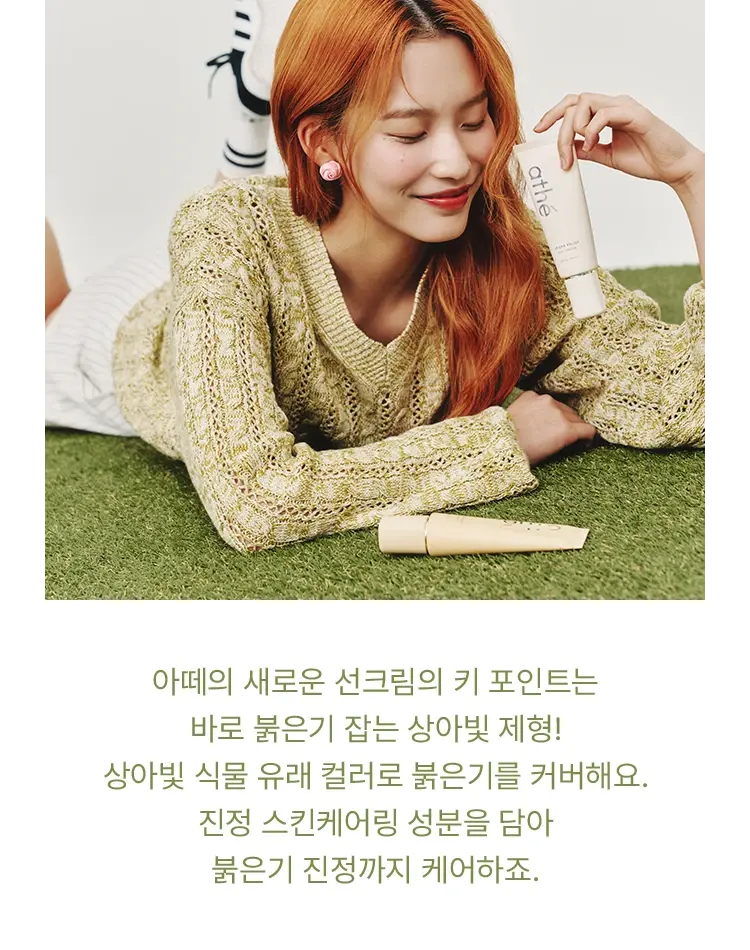 athé
아떼의 새로운 선크림의 키 포인트는
바로 붉은기 잡는 상아빛 제형!
상아빛 식물 유래 컬러로 붉은기를 커버해요.
진정 스킨케어링 성분을 담아
붉은기 진정까지 케어하죠.